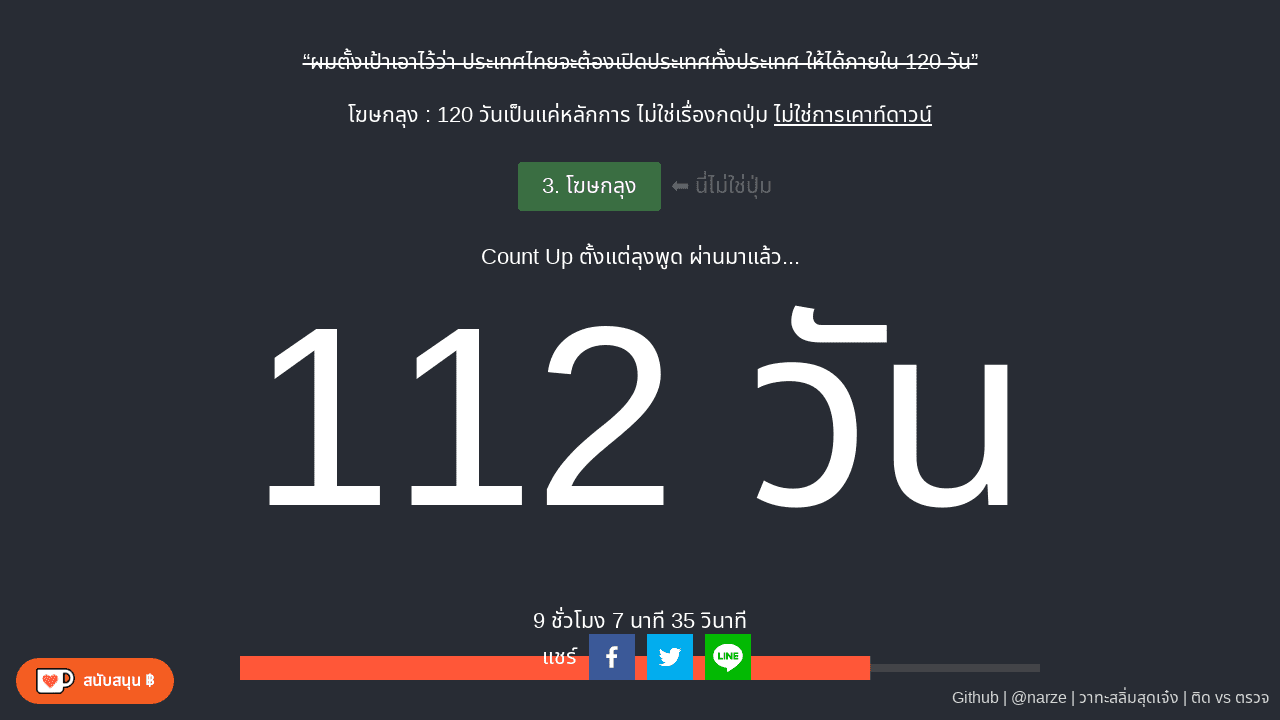 “ผมตั้งเป้าเอาไว้ว่า ประเทศไทยจะต้องเปิดประเทศทั้งประเทศ ให้ได้ภายใน 120 วัน”
โฆษกลุง : 120 วันเป็นแค่หลักการ ไม่ใช่เรื่องกดปุ่ม ไม่ใช่การเคาท์ดาวน์
3. โฆษกลุง ⬅ นี่ไม่ใช่ปุ่ม
Count Up ตั้งแต่ลุงพูด ผ่านมาแล้ว...
112 วัน
9 ชั่วโมง 7 นาที 35 วินาที
แชร์ LINE
สนับสนุน ฿
Github | @narze | วาทะสลิ่มสุดเจ๋ง | ติด vs ตรวจ